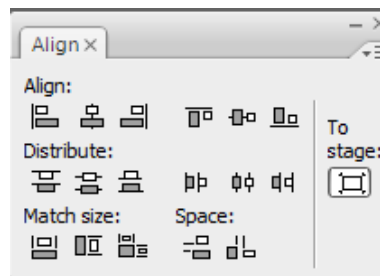 Align
Align:
To
stage:
Distribute:
Match size:
Space: